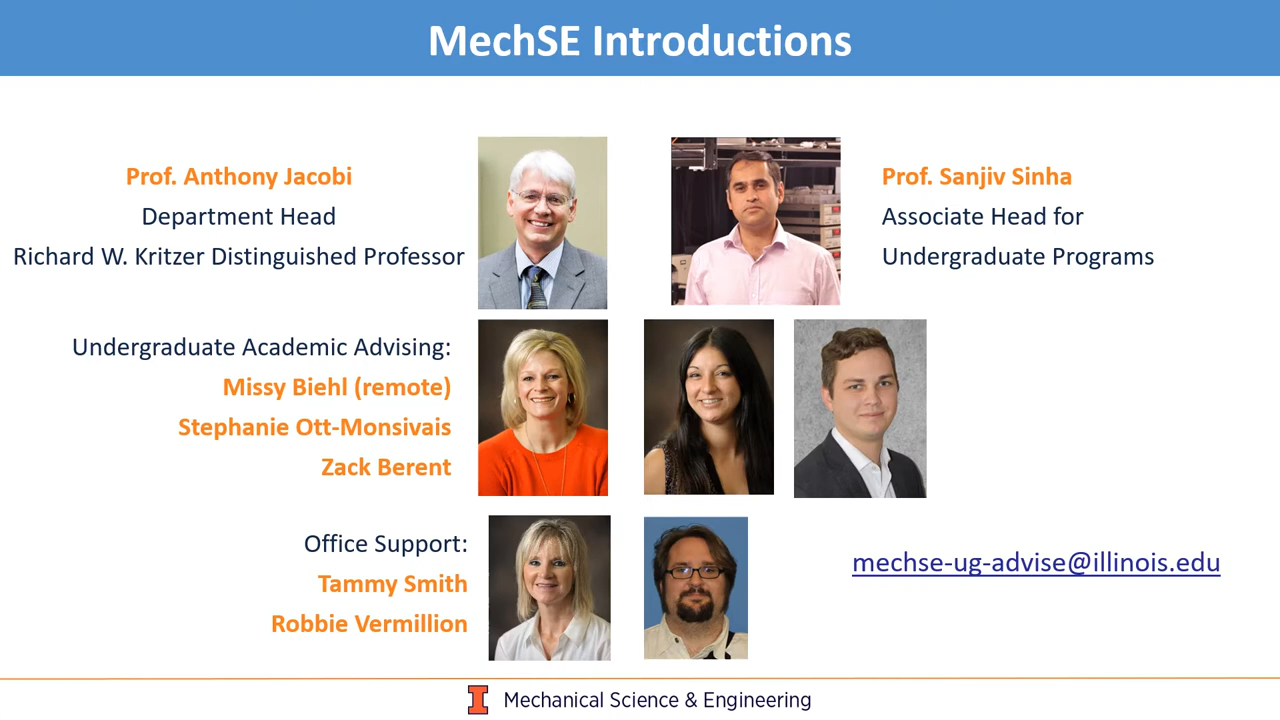 MechSE Introductions
Prof. Anthony Jacobi
Department Head
Richard W. Kritzer Distinguished Professor
Prof. Sanjiv Sinha
Associate Head for
Undergraduate Programs
Undergraduate Academic Advising:
Missy Biehl (remote)
Stephanie Ott-Monsivais
Zack Berent
Office Support:
Tammy Smith
Robbie Vermillion
mechse-ug-advise@illinois.edu
I Mechanical Science & Engineering